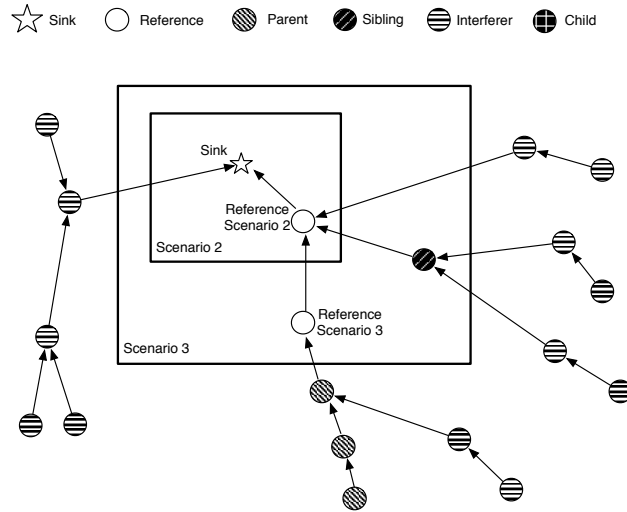 Sink Reference Parent Sibling Interferer Child
Sink
Reference
Scenario 2
Scenario 2
Reference
Scenario 3
Scenario 3